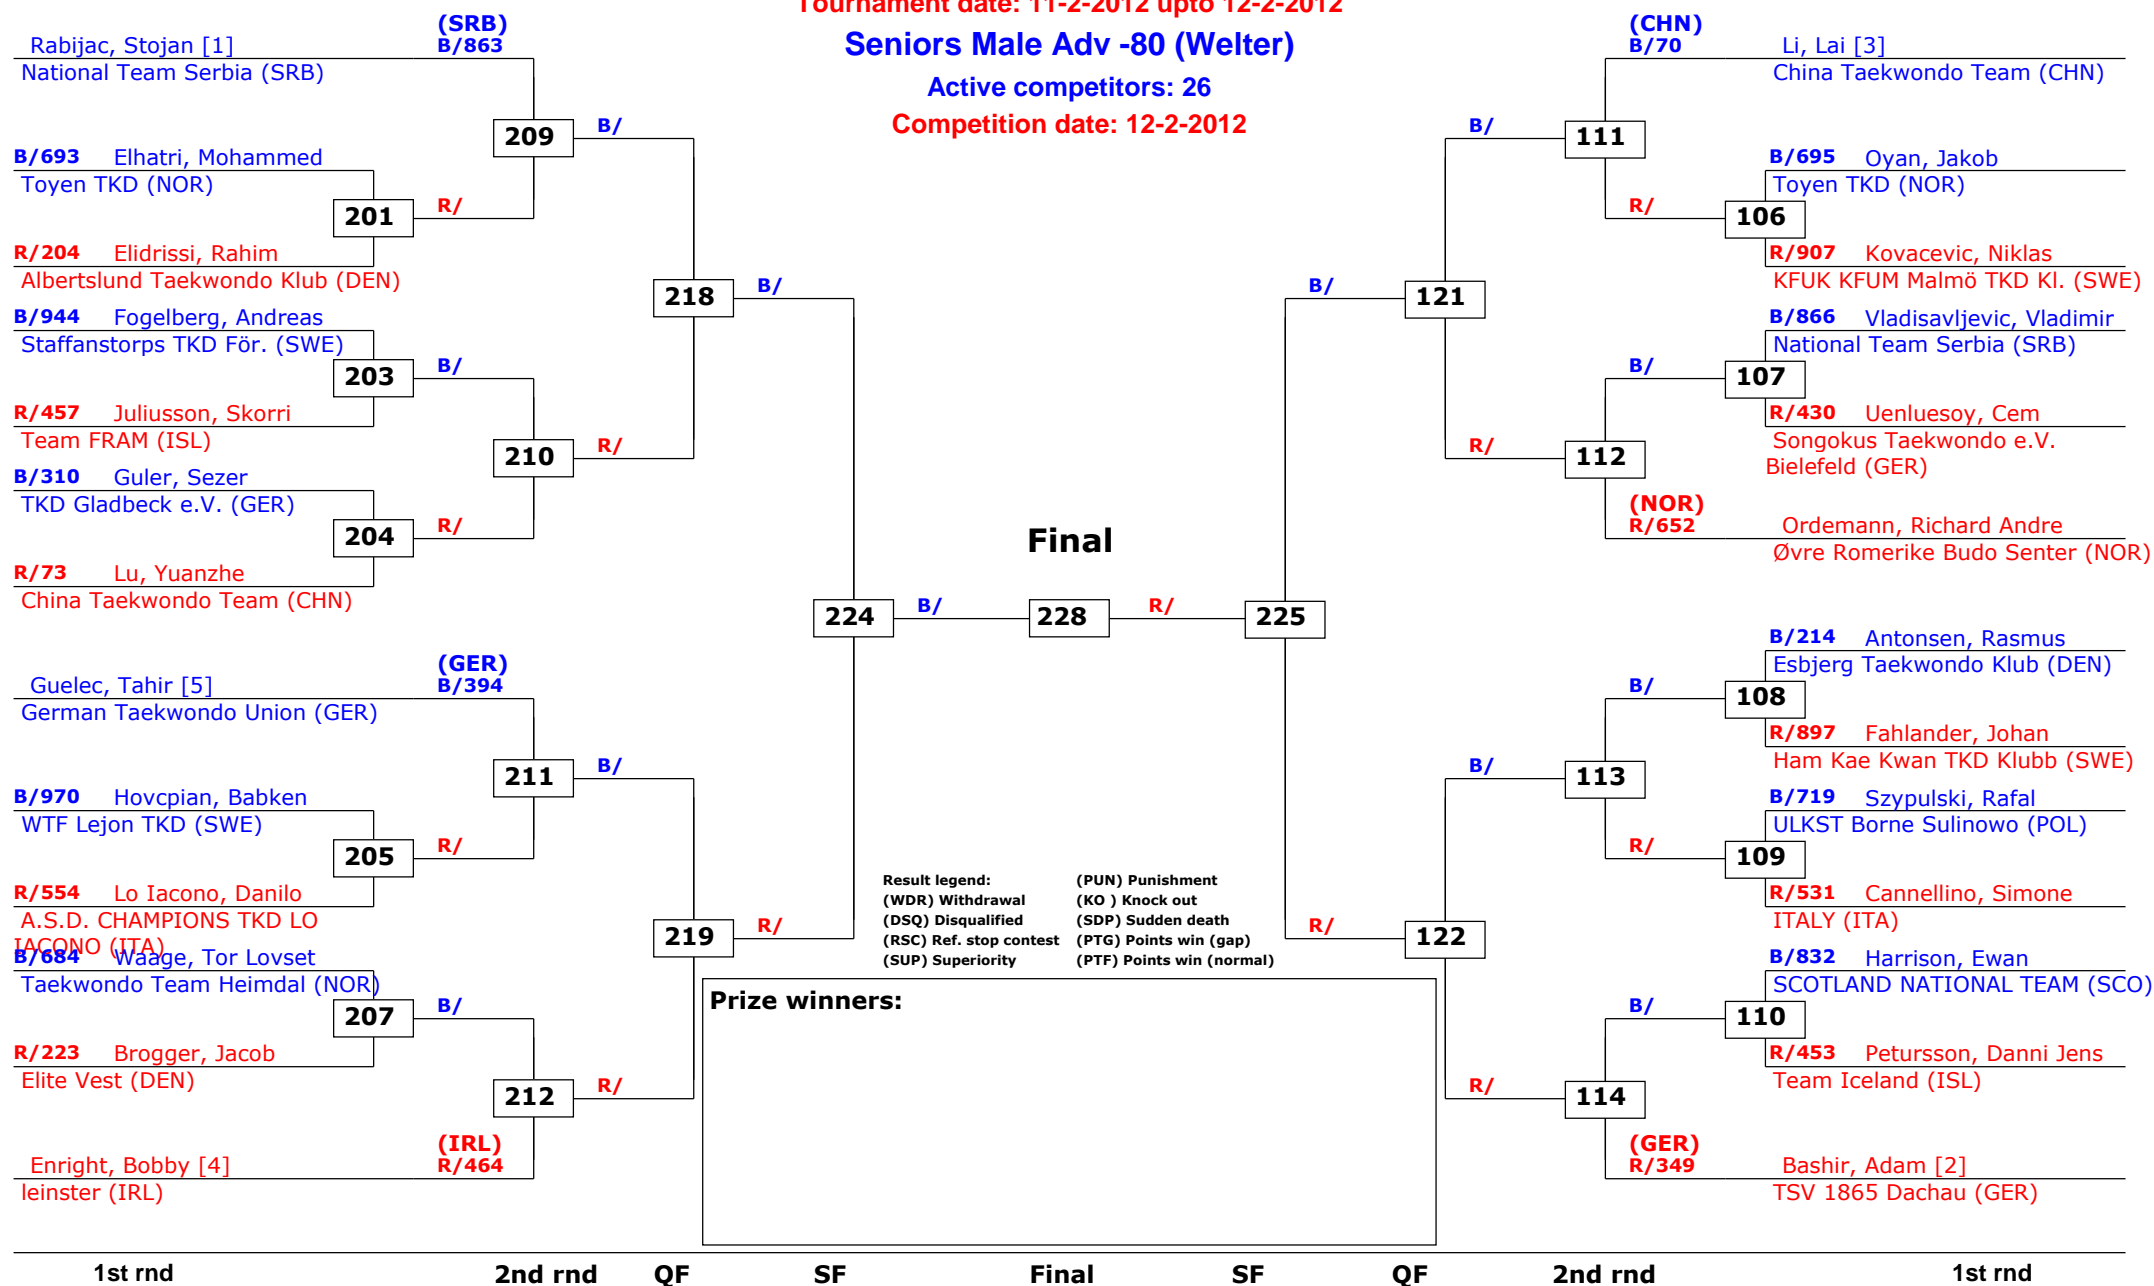 Tournament date: 11-2-2012 upto 12-2-2012
Seniors Male Adv -80 (Welter)
Active competitors: 26
Competition date: 12-2-2012
(SRB)
Rabijac, Stojan [1] B/863
National Team Serbia (SRB)
209
B/
B/693 Elhatri, Mohammed
Toyen TKD (NOR)
201
R/
R/204 Elidrissi, Rahim
Albertslund Taekwondo Klub (DEN)
218
B/
B/944 Fogelberg, Andreas
Staffanstorps TKD För. (SWE)
203
B/
R/457 Juliusson, Skorri
Team FRAM (ISL)
210
R/
B/310 Guler, Sezer
TKD Gladbeck e.V. (GER)
204
R/
R/73 Lu, Yuanzhe
China Taekwondo Team (CHN)
224
B/
(GER)
Guelec, Tahir [5] B/394
German Taekwondo Union (GER)
211
B/
B/970 Hovcpian, Babken
WTF Lejon TKD (SWE)
205
R/
R/554 Lo Iacono, Danilo
A.S.D. CHAMPIONS TKD LO
IACONO (ITA)
219
R/
B/684 Waage, Tor Lovset
Taekwondo Team Heimdal (NOR)
207
B/
R/223 Brogger, Jacob
Elite Vest (DEN)
212
R/
(IRL)
Enright, Bobby [4] R/464
leinster (IRL)
Final
228
R/
225
(CHN)
B/70 Li, Lai [3]
China Taekwondo Team (CHN)
B/
111
B/695 Oyan, Jakob
Toyen TKD (NOR)
R/
106
R/907 Kovacevic, Niklas
KFUK KFUM Malmö TKD Kl. (SWE)
B/
121
B/866 Vladisavljevic, Vladimir
National Team Serbia (SRB)
B/
107
R/430 Uenluesoy, Cem
Songokus Taekwondo e.V.
Bielefeld (GER)
R/
112
(NOR)
R/652 Ordemann, Richard Andre
Øvre Romerike Budo Senter (NOR)
B/214 Antonsen, Rasmus
Esbjerg Taekwondo Klub (DEN)
B/
108
R/897 Fahlander, Johan
Ham Kae Kwan TKD Klubb (SWE)
B/
113
B/719 Szypulski, Rafal
ULKST Borne Sulinowo (POL)
R/
109
R/531 Cannellino, Simone
ITALY (ITA)
R/
122
B/832 Harrison, Ewan
SCOTLAND NATIONAL TEAM (SCO)
B/
110
R/453 Petursson, Danni Jens
Team Iceland (ISL)
R/
114
(GER)
R/349 Bashir, Adam [2]
TSV 1865 Dachau (GER)
Result legend: (PUN) Punishment
(WDR) Withdrawal (KO ) Knock out
(DSQ) Disqualified (SDP) Sudden death
(RSC) Ref. stop contest (PTG) Points win (gap)
(SUP) Superiority (PTF) Points win (normal)
Prize winners:
1st rnd 2nd rnd QF SF Final SF QF 2nd rnd 1st rnd